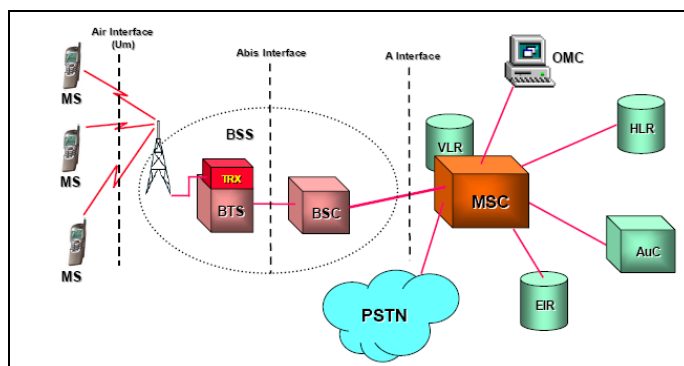 Air Interface
(Um)
Abis Interface
A Interface
OMC
MS
BSS
VLR
HLR
MS
TRX
BTS
BSC
MSC
AuC
MS
PSTN
EIR